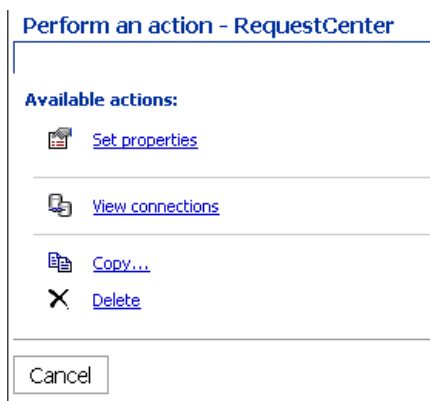 Perform an action - RequestCenter
Available actions:
Set properties
View connections
Copy...
Delete
Cancel